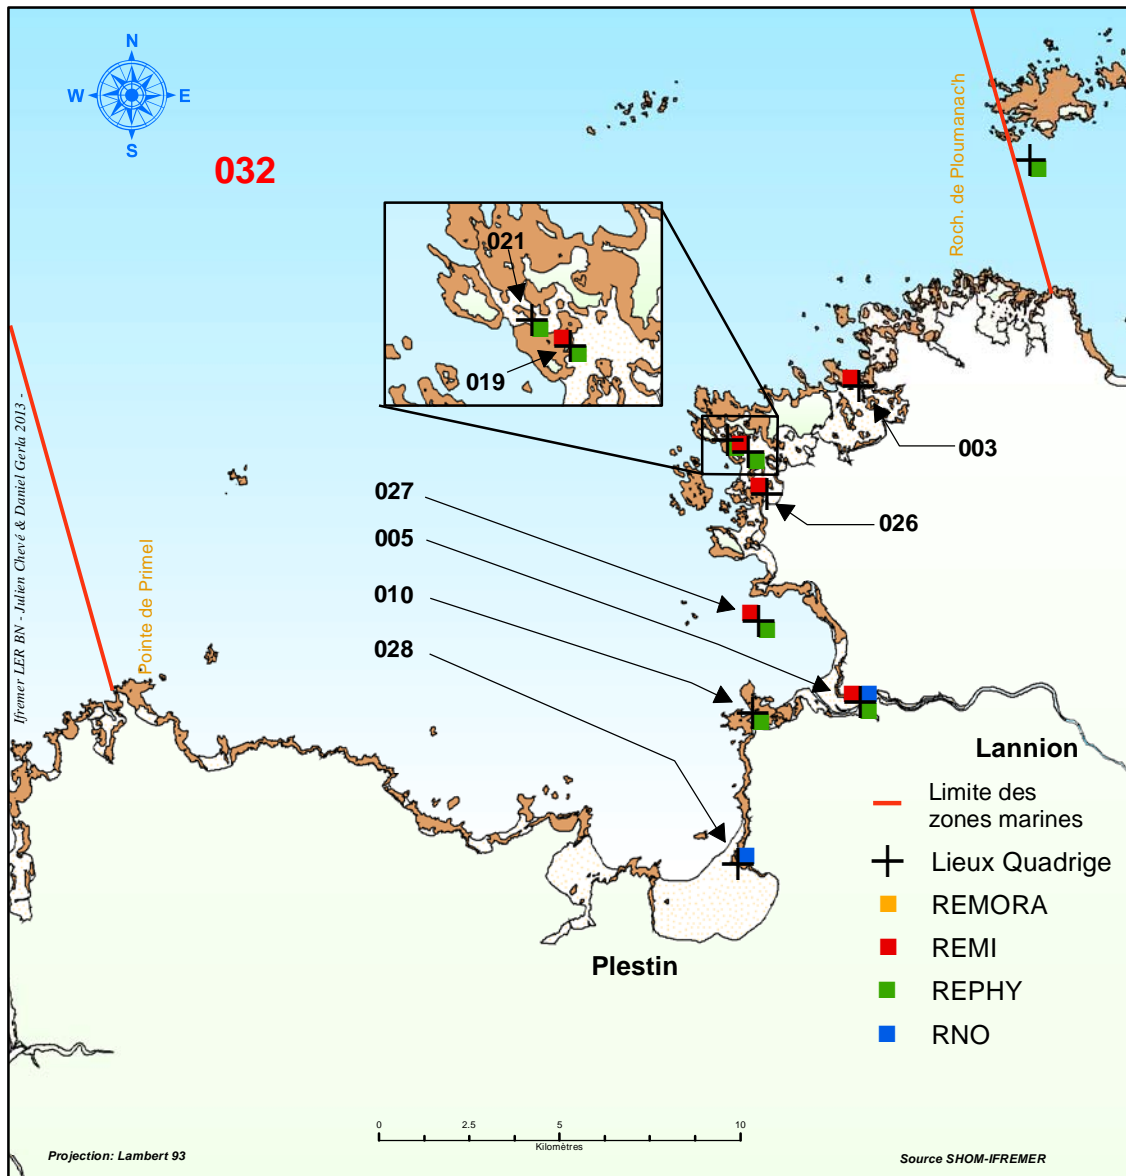 N
W E
S
032
Roch. de Ploumanac'h
021
019
003
027
026
005
010
028
Pointe de Primel
Ifremer LER BN - Julien Chevé & Daniel Gerla 2013 -
Lannion
Limite des
zones marines
Lieux Quadrige
REMORA
REMI
REPHY
RNO
Plestin
0 2.5 5 10
Kilomètres
Projection: Lambert 93
Source SHOM-IFREMER